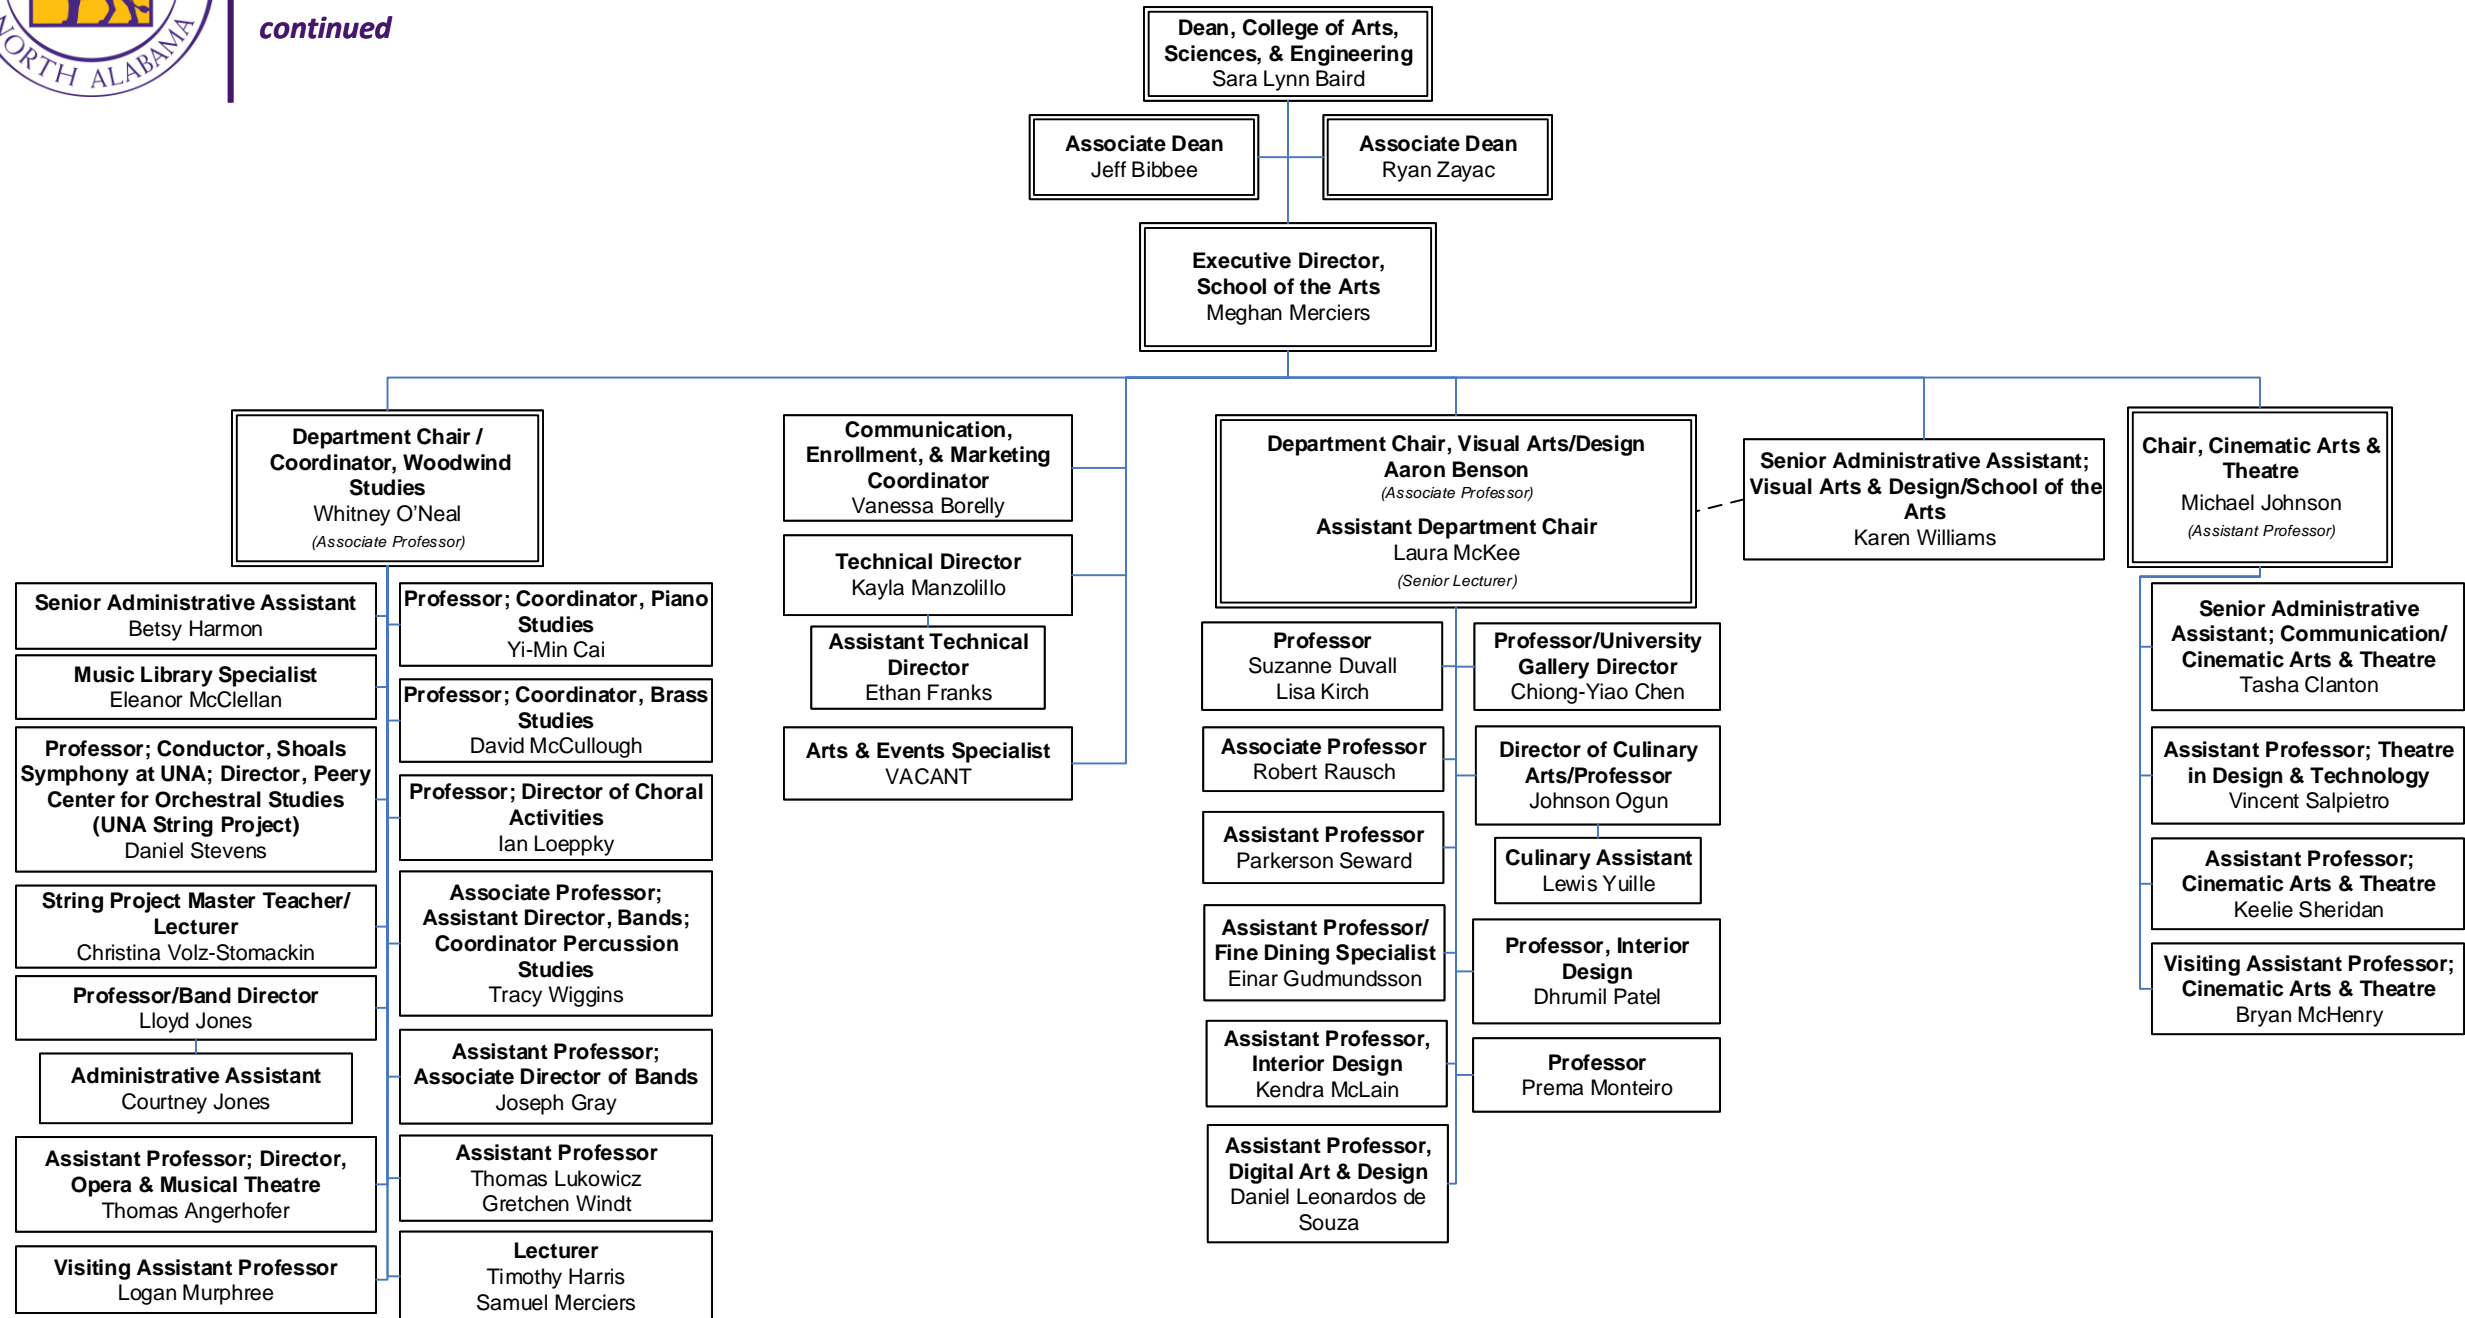 NORTH ALABAMA
continued
Dean, College of Arts,
Sciences, & Engineering
Sara Lynn Baird
Associate Dean
Jeff Bibbee
Associate Dean
Ryan Zayac
Executive Director,
School of the Arts
Meghan Merciers
Department Chair /
Coordinator, Woodwind
Studies
Whitney O’Neal
(Associate Professor)
Senior Administrative Assistant
Betsy Harmon
Music Library Specialist
Eleanor McClellan
Professor; Conductor, Shoals
Symphony at UNA; Director, Peery
Center for Orchestral Studies
(UNA String Project)
Daniel Stevens
String Project Master Teacher/
Lecturer
Christina Volz-Stomackin
Professor/Band Director
Lloyd Jones
Administrative Assistant
Courtney Jones
Assistant Professor; Director,
Opera & Musical Theatre
Thomas Angerhofer
Visiting Assistant Professor
Logan Murphree
Professor; Coordinator, Piano
Studies
Yi-Min Cai
Professor; Coordinator, Brass
Studies
David McCullough
Professor; Director of Choral
Activities
Ian Loeppky
Associate Professor;
Assistant Director, Bands;
Coordinator Percussion
Studies
Tracy Wiggins
Assistant Professor;
Associate Director of Bands
Joseph Gray
Assistant Professor
Thomas Lukowicz
Gretchen Windt
Lecturer
Timothy Harris
Samuel Merciers
Communication,
Enrollment, & Marketing
Coordinator
Vanessa Borelly
Technical Director
Kayla Manzolillo
Assistant Technical
Director
Ethan Franks
Arts & Events Specialist
VACANT
Department Chair, Visual Arts/Design
Aaron Benson
(Associate Professor)
Assistant Department Chair
Laura McKee
(Senior Lecturer)
Professor
Suzanne Duvall
Lisa Kirch
Associate Professor
Robert Rausch
Assistant Professor
Parkerson Seward
Assistant Professor/
Fine Dining Specialist
Einar Gudmundsson
Assistant Professor,
Interior Design
Kendra McLain
Assistant Professor,
Digital Art & Design
Daniel Leonardos de
Souza
Professor/University
Gallery Director
Chiong-Yiao Chen
Director of Culinary
Arts/Professor
Johnson Ogun
Culinary Assistant
Lewis Yuille
Professor, Interior
Design
Dhrumil Patel
Professor
Prema Monteiro
Senior Administrative Assistant;
Visual Arts & Design/School of the
Arts
Karen Williams
Chair, Cinematic Arts &
Theatre
Michael Johnson
(Assistant Professor)
Senior Administrative
Assistant; Communication/
Cinematic Arts & Theatre
Tasha Clanton
Assistant Professor; Theatre
in Design & Technology
Vincent Salpietro
Assistant Professor;
Cinematic Arts & Theatre
Keelie Sheridan
Visiting Assistant Professor;
Cinematic Arts & Theatre
Bryan McHenry